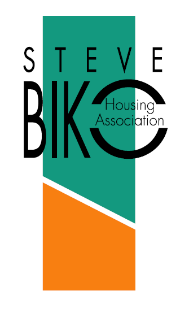 STEVE
BIKO
Housing
Association